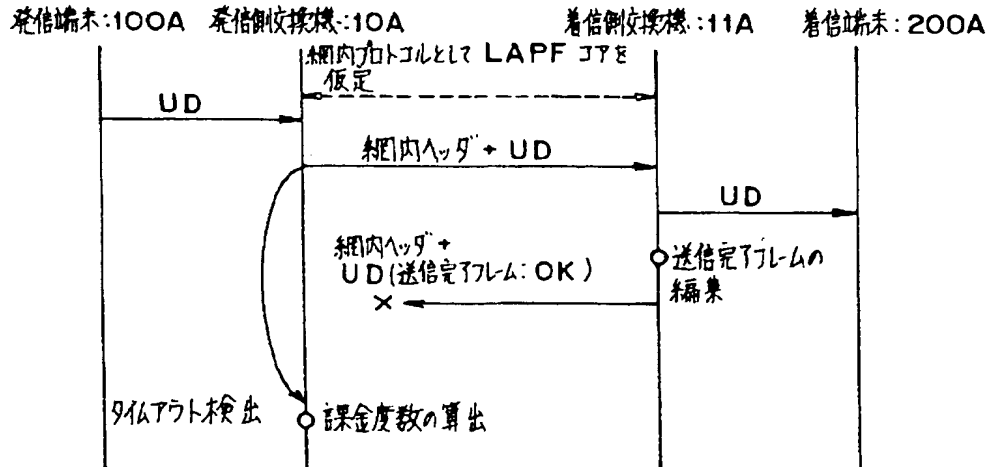 発信端末:100A 発信側交換機:10A 着信側交換機:11A 着信端末:200A
網内プロトコルとして LAPF コアを
仮定
UD
網内ヘッダ + UD
UD
網内ヘッダ +
UD(送信完了フレーム:OK)
送信完了フレームの
編集
タイムアウト検出
課金度数の算出